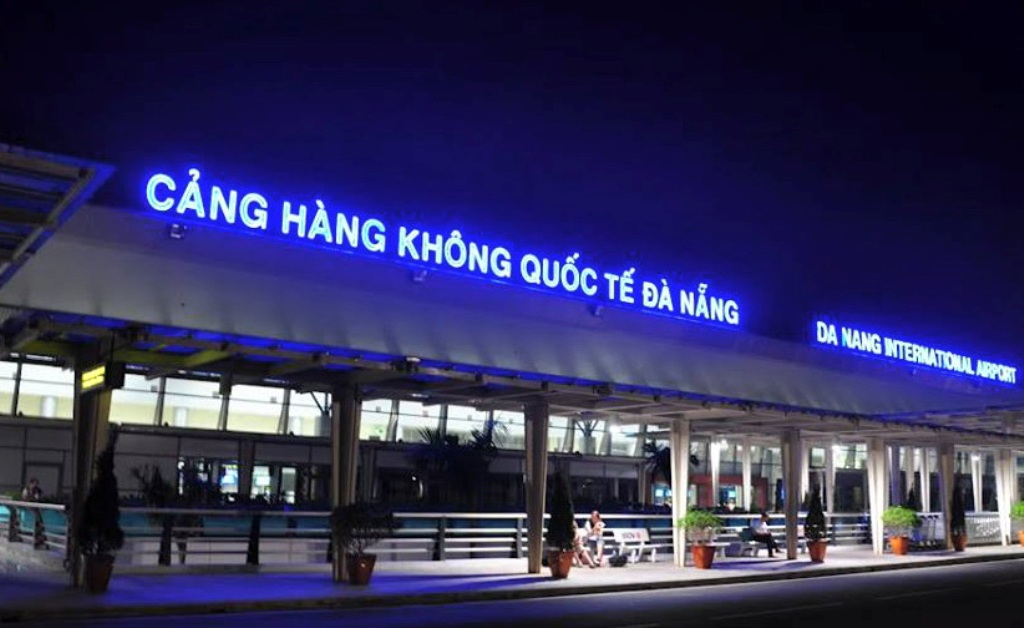 CẢNG HÀNG KHÔNG QUỐC TẾ ĐÀ NẴNG
DA NANG INTERNATIONAL AIRPORT